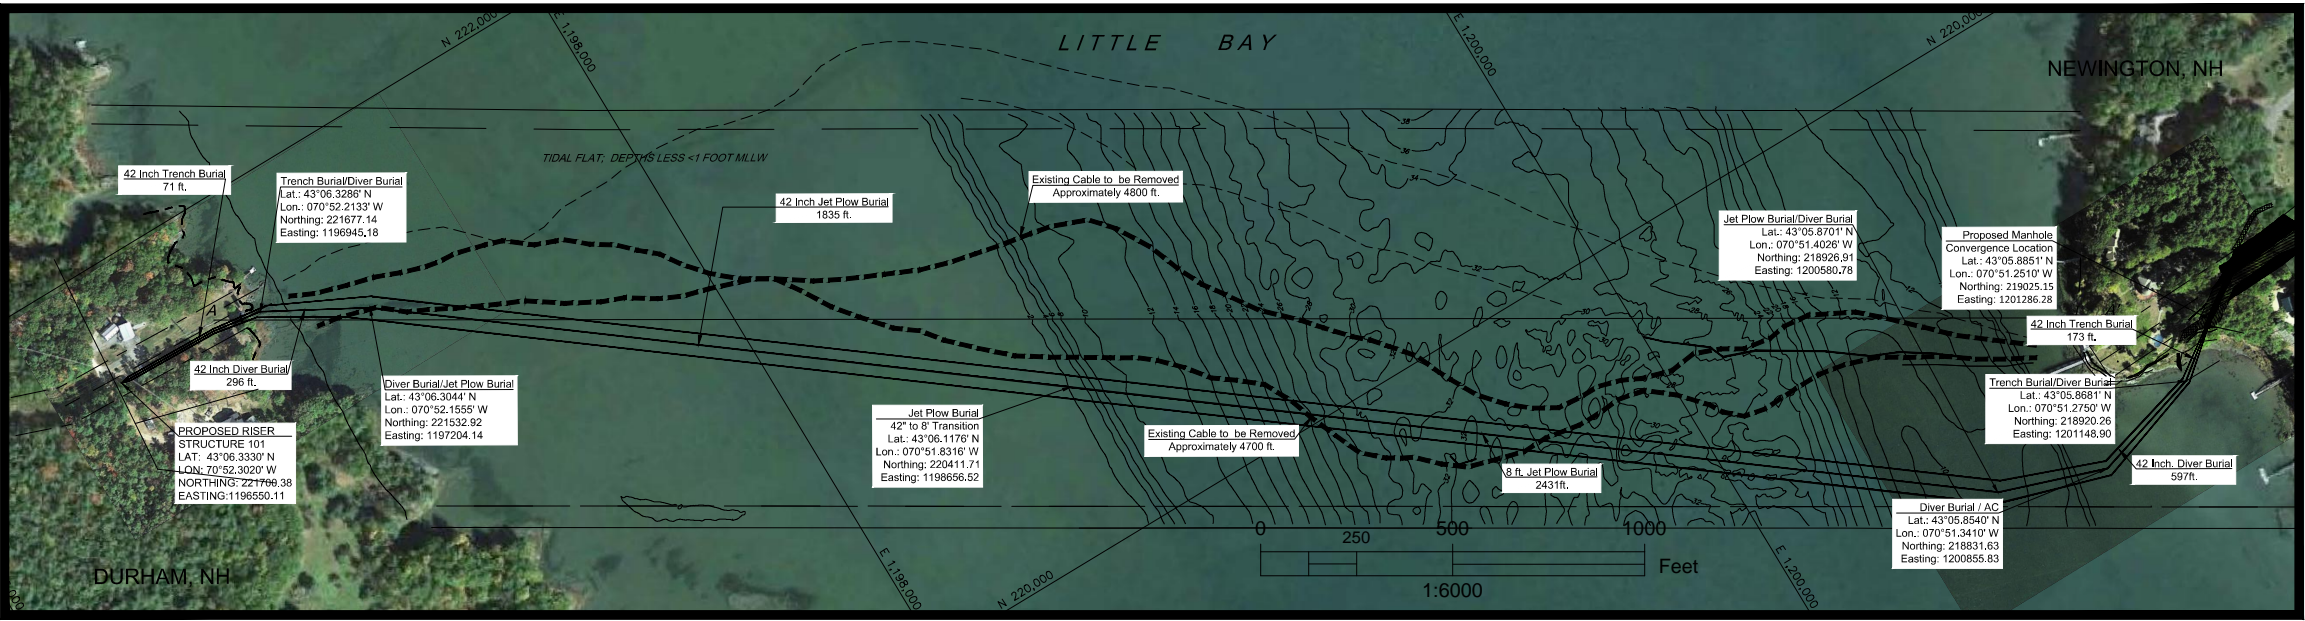 N 222,000
E 1,198,000
LITTLE BAY
E 1,200,000
N 220,000
NEWINGTON, NH
TIDAL FLAT; DEPTHS LESS <1 FOOT MLLW
42 Inch Trench Burial
71 ft.
Trench Burial/Diver Burial
Lat.: 43°06.3286' N
Lon.: 070°52.2133' W
Northing: 221677.14
Easting: 1196945.18
42 Inch Jet Plow Burial
1835 ft.
Existing Cable to be Removed
Approximately 4800 ft.
Jet Plow Burial/Diver Burial
Lat.: 43°05.8701' N
Lon.: 070°51.4026' W
Northing: 218926.91
Easting: 1200580.78
Proposed Manhole
Convergence Location
Lat.: 43°05.8851' N
Lon.: 070°51.2510' W
Northing: 219025.15
Easting: 1201286.28
42 Inch Trench Burial
173 ft.
A
42 Inch Diver Burial
296 ft.
Diver Burial/Jet Plow Burial
Lat.: 43°06.3044' N
Lon.: 070°52.1555' W
Northing: 221532.92
Easting: 1197204.14
Jet Plow Burial
42" to 8' Transition
Lat.: 43°06.1176' N
Lon.: 070°51.8316' W
Northing: 220411.71
Easting: 1198656.52
Existing Cable to be Removed
Approximately 4700 ft.
8 ft. Jet Plow Burial
2431ft.
Trench Burial/Diver Burial
Lat.: 43°05.8681' N
Lon.: 070°51.2750' W
Northing: 218920.26
Easting: 1201148.90
42 Inch. Diver Burial
597ft.
PROPOSED RISER
STRUCTURE 101
LAT: 43°06.3330' N
LON: 70°52.3020' W
NORTHING: 221700.38
EASTING:1196550.11
Diver Burial / AC
Lat.: 43°05.8540' N
Lon.: 070°51.3410' W
Northing: 218831.63
Easting: 1200855.83
DURHAM, NH
E 1,198,000
N 220,000
E 1,200,000
0 500 1000
250
Feet
1:6000